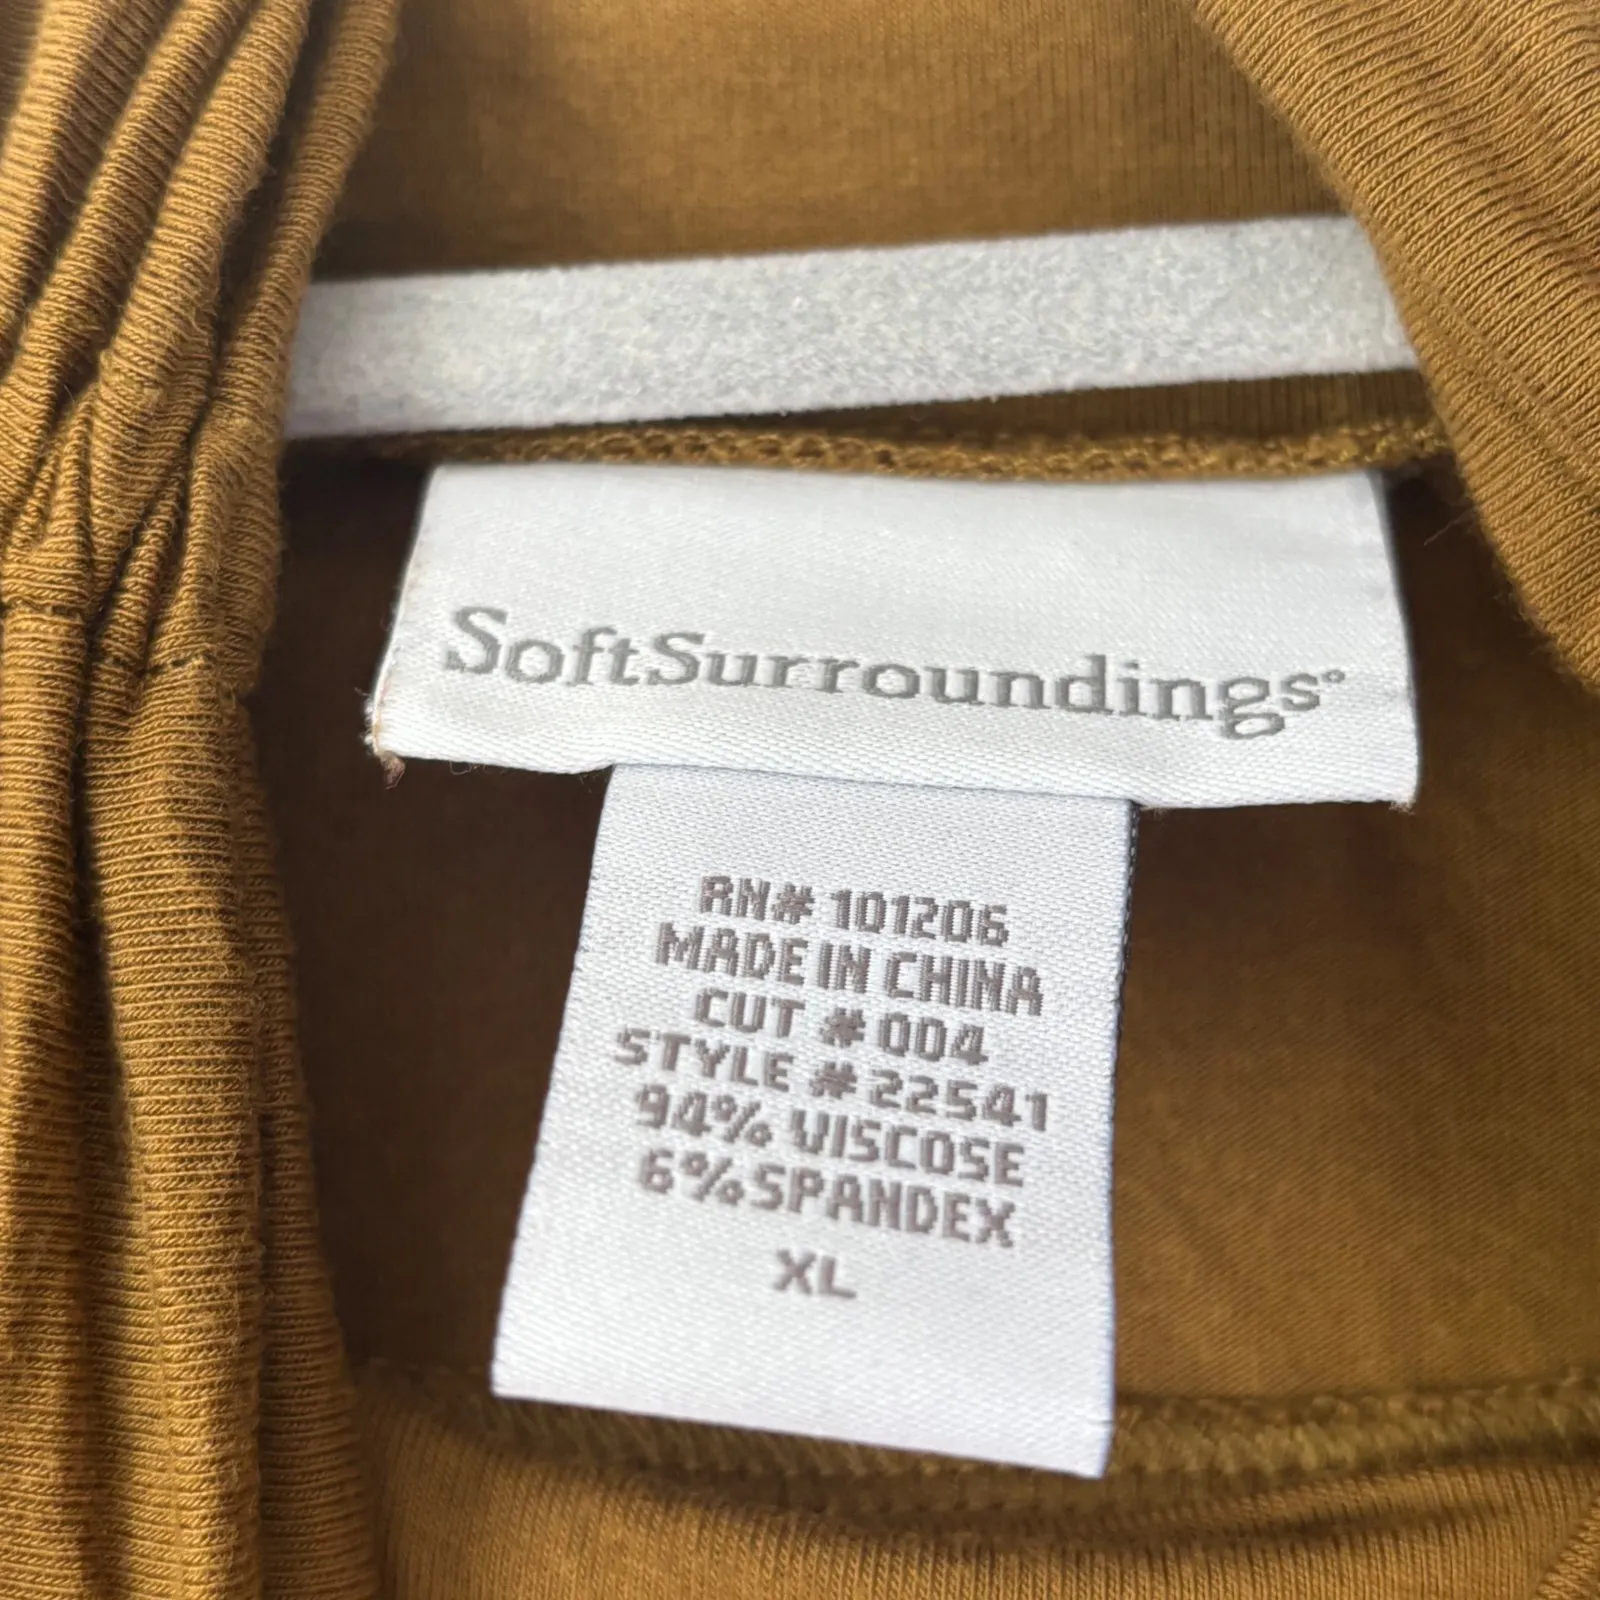 SoftSurroundings®
RN# 101206
MADE IN CHINA
CUT # 004
STYLE # 22541
94% VISCOSE
6% SPANDEX
XL